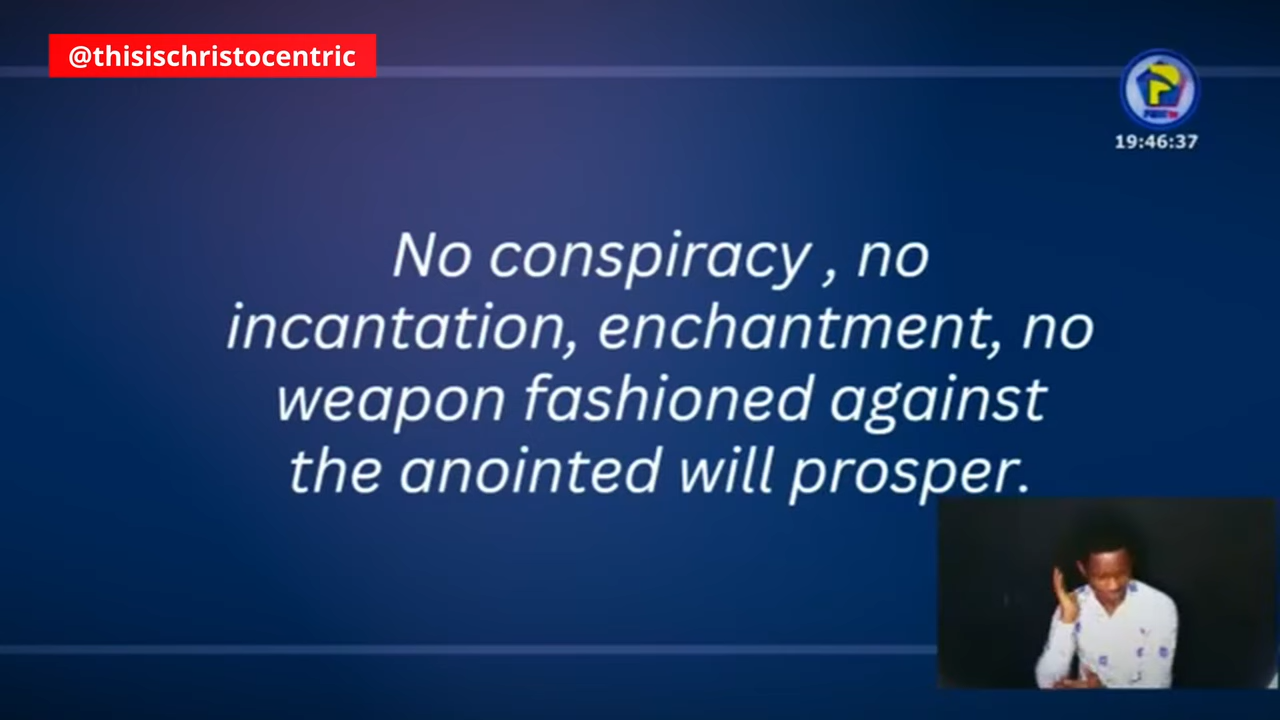 @thisischristocentric
19:46:37
No conspiracy , no
incantation, enchantment, no
weapon fashioned against
the anointed will prosper.